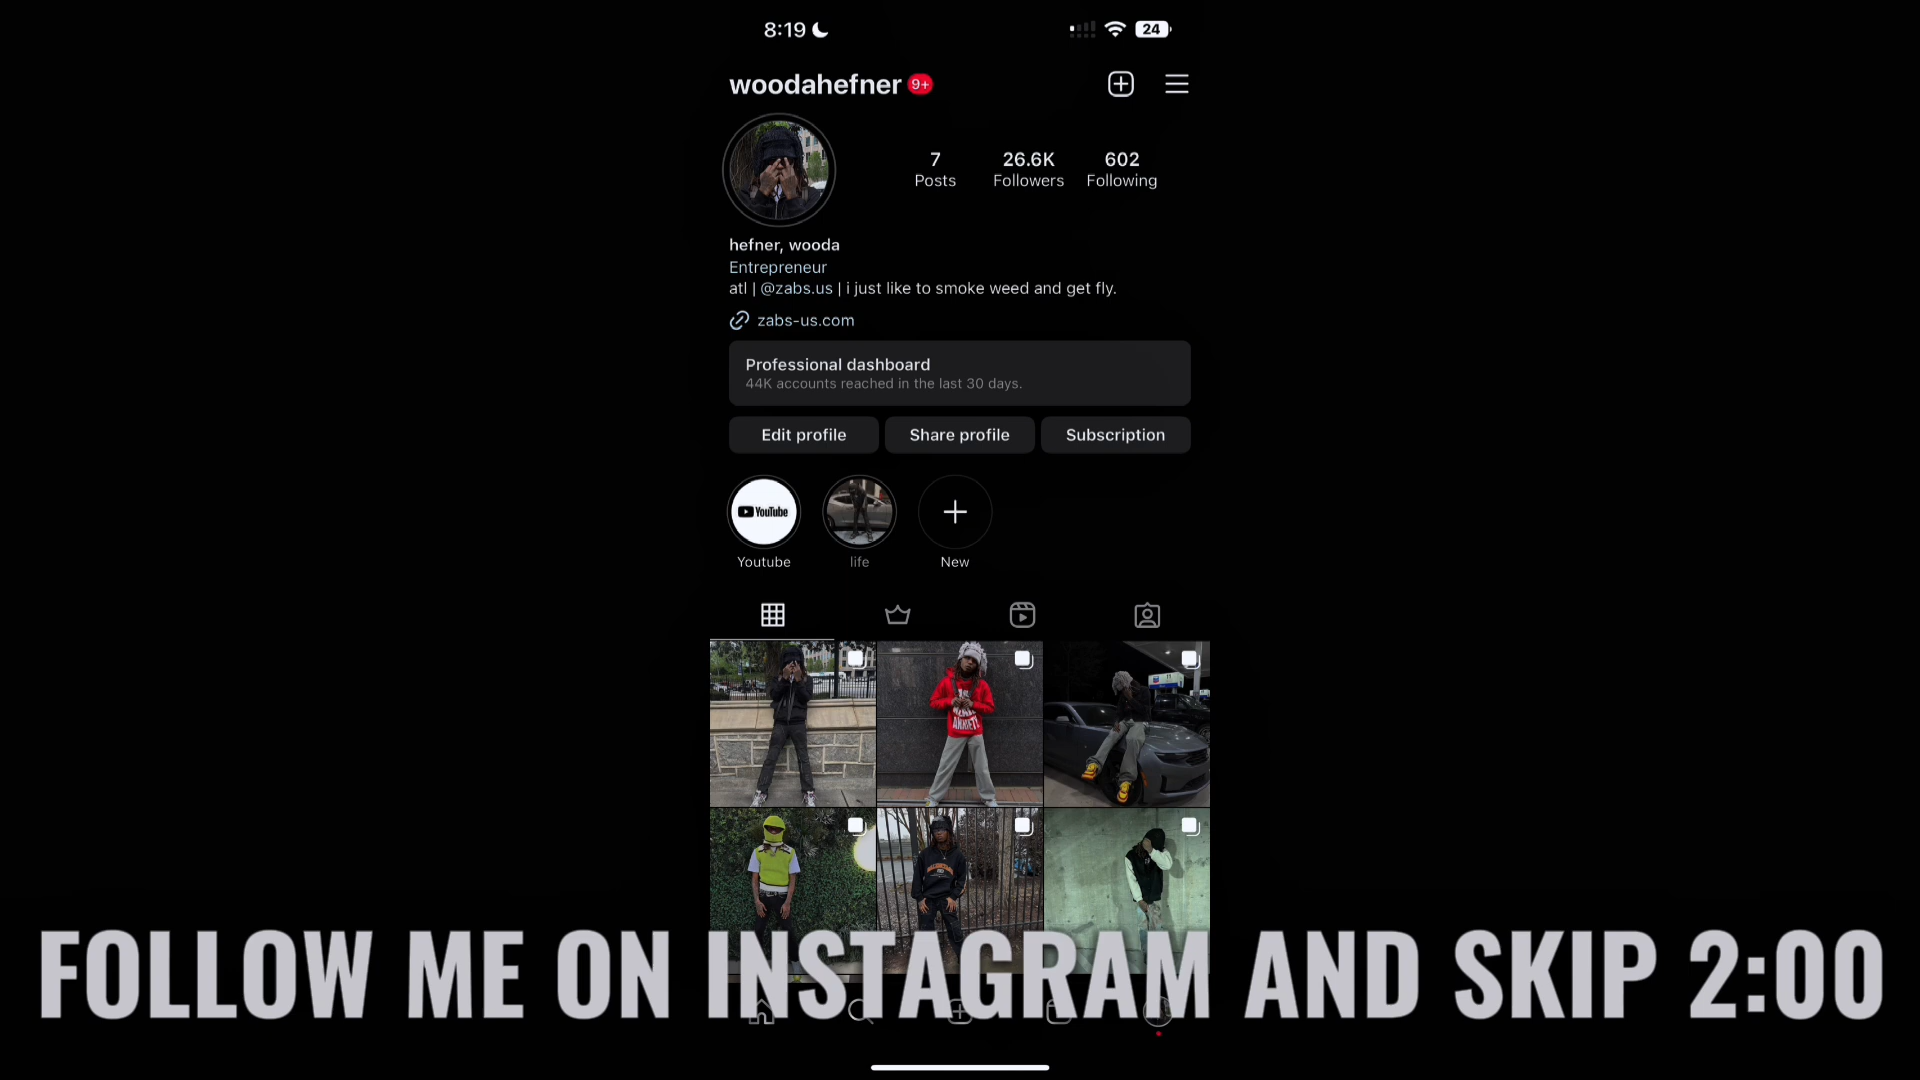 8:19
24
woodahefner 9+
7 26.6K 602
Posts Followers Following
hefner, wooda
Entrepreneur
atl | @zabs.us | i just like to smoke weed and get fly.
zabs-us.com
Professional dashboard
44K accounts reached in the last 30 days.
Edit profile Share profile Subscription
YouTube
Youtube life New
FOLLOW ME ON INSTAGRAM AND SKIP 2:00